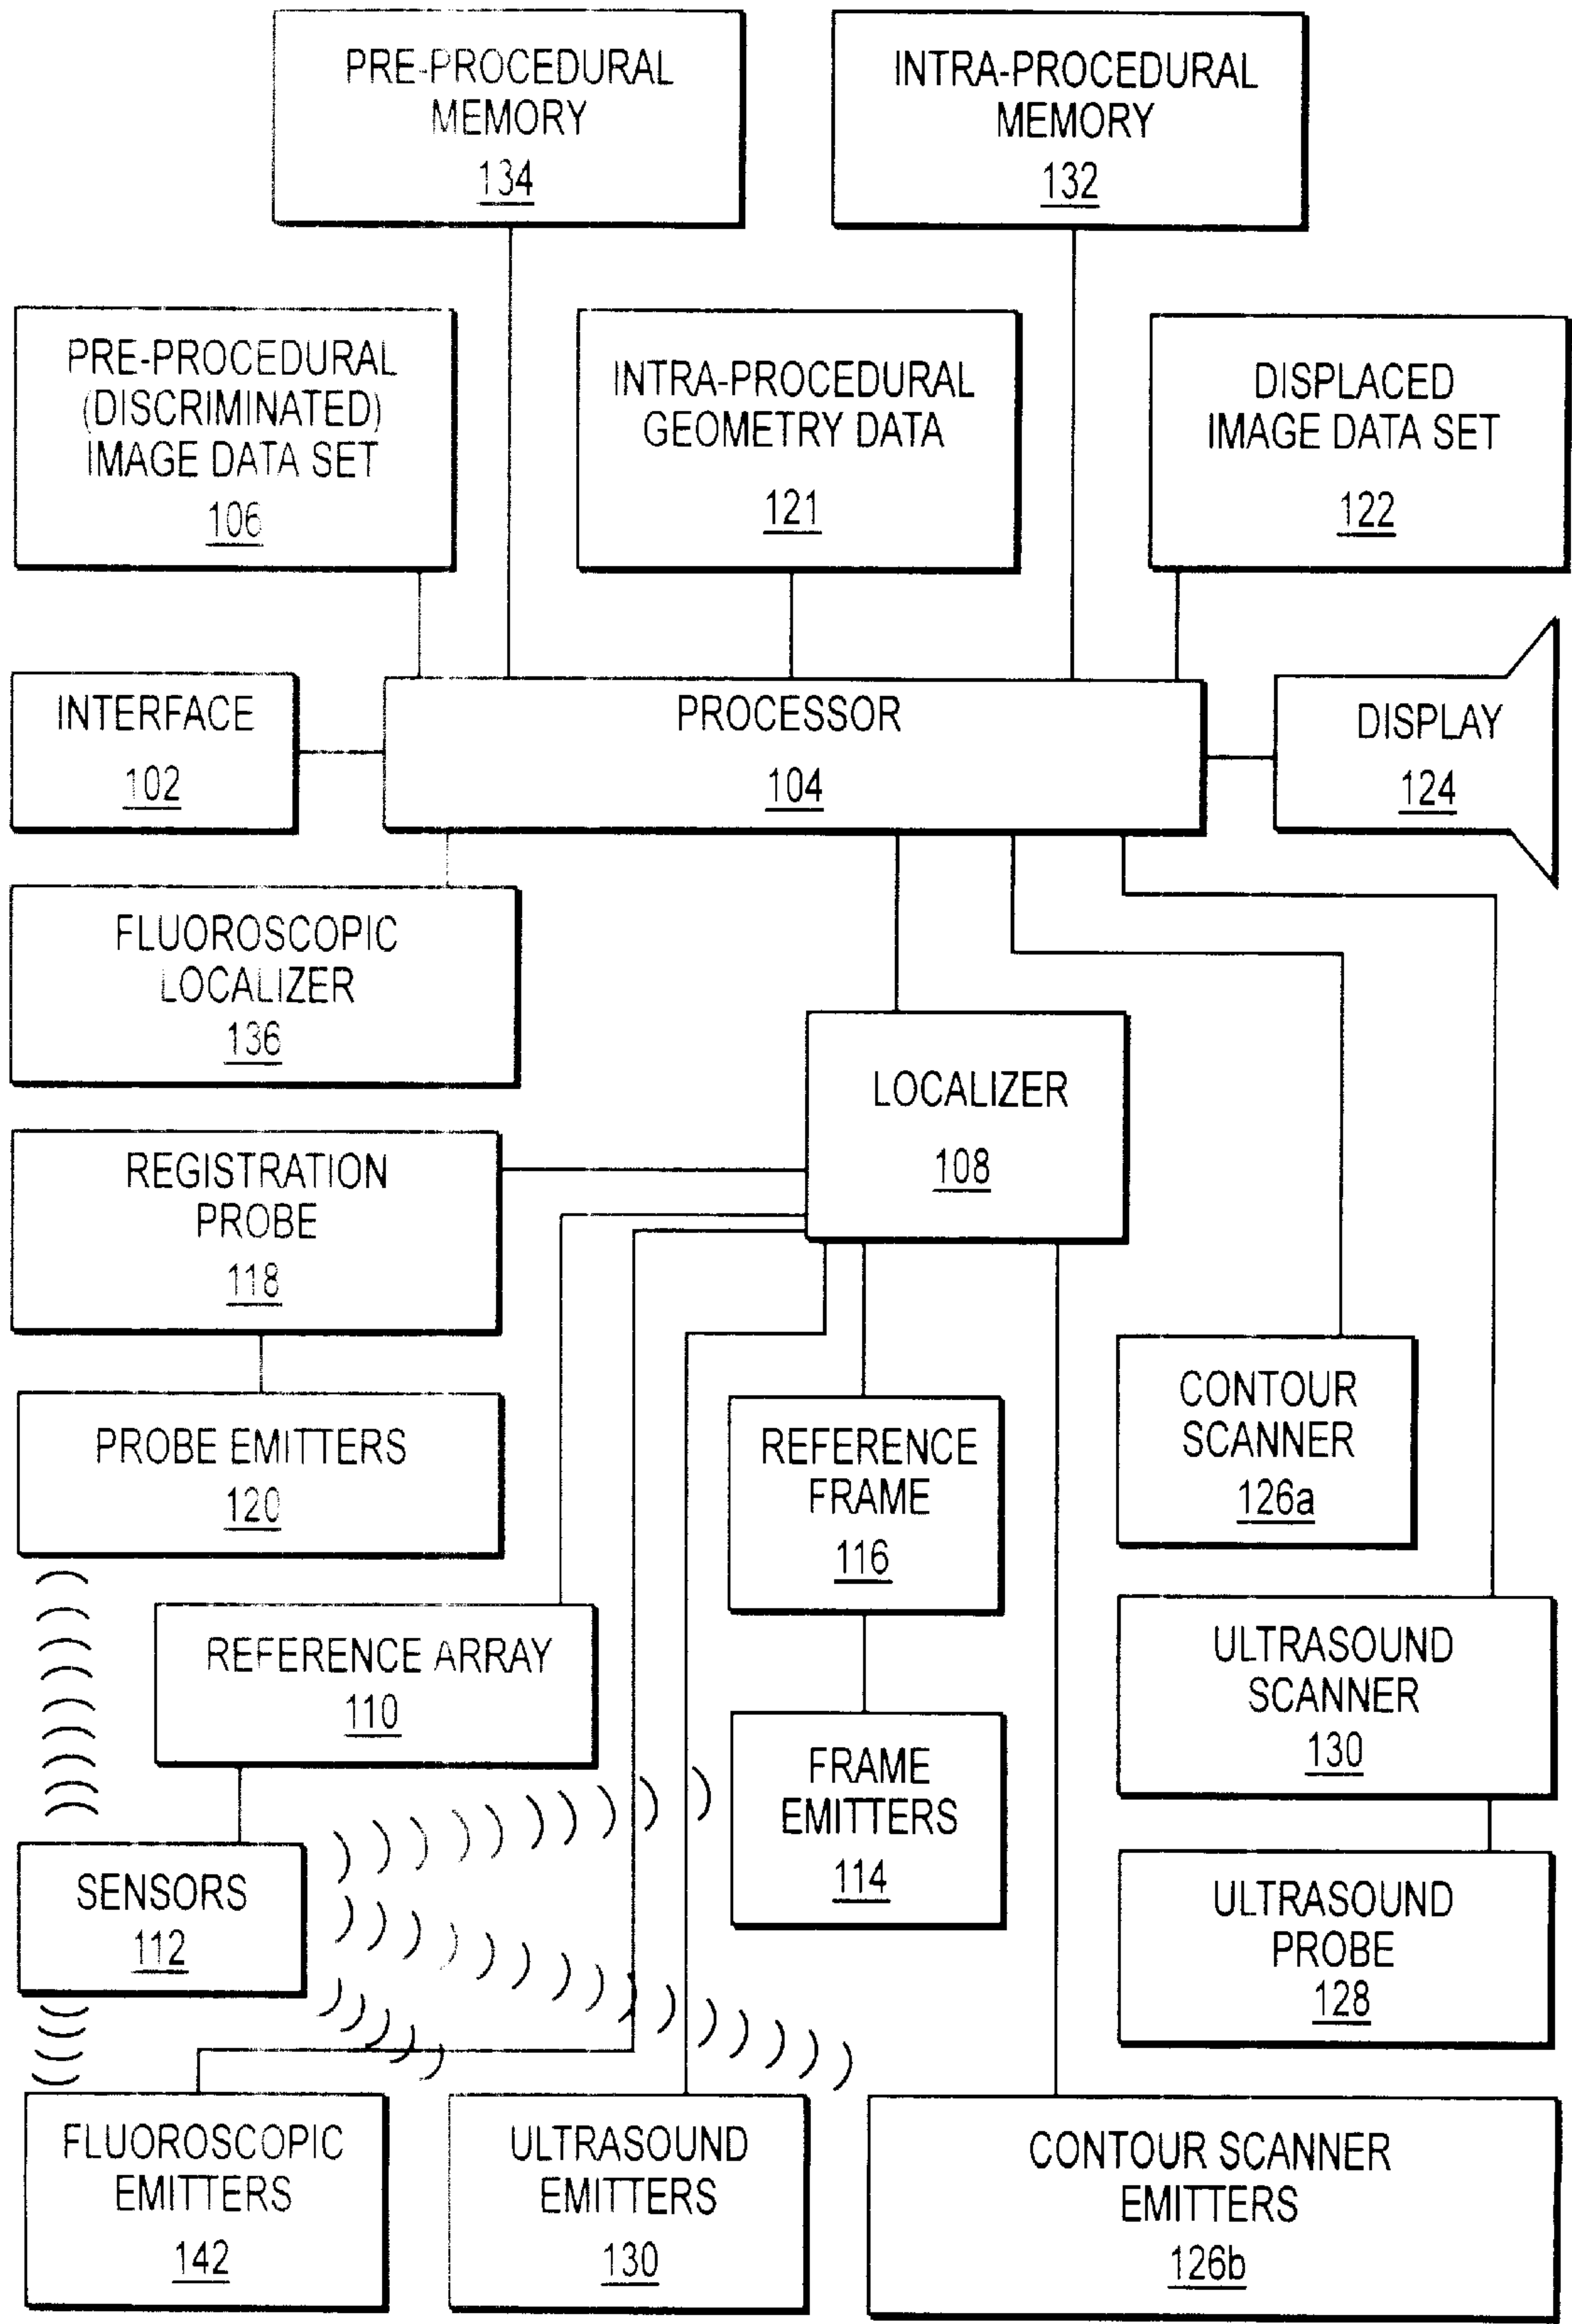 PRE-PROCEDURAL
MEMORY
134
INTRA-PROCEDURAL
MEMORY
132
PRE-PROCEDURAL
(DISCRIMINATED)
IMAGE DATA SET
106
INTRA-PROCEDURAL
GEOMETRY DATA
121
DISPLACED
IMAGE DATA SET
122
INTERFACE
102
PROCESSOR
104
DISPLAY
124
FLUOROSCOPIC
LOCALIZER
136
LOCALIZER
108
REGISTRATION
PROBE
118
PROBE EMITTERS
120
REFERENCE
FRAME
116
CONTOUR
SCANNER
126a
REFERENCE ARRAY
110
ULTRASOUND
SCANNER
130
FRAME
EMITTERS
114
SENSORS
112
ULTRASOUND
PROBE
128
FLUOROSCOPIC
EMITTERS
142
ULTRASOUND
EMITTERS
130
CONTOUR SCANNER
EMITTERS
126b